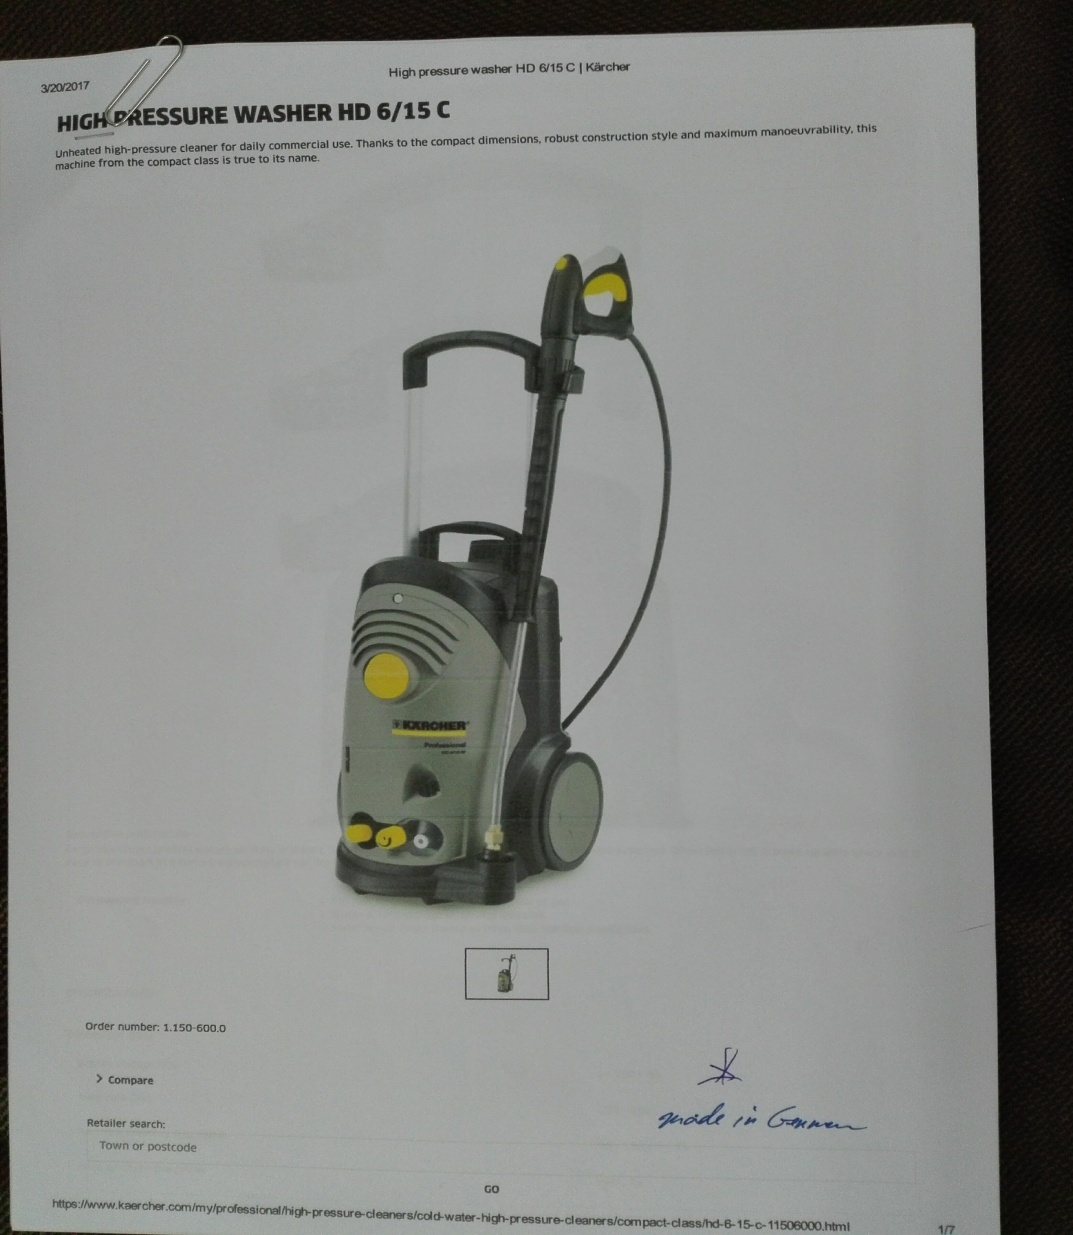 3/20/2017
High pressure washer HD 6/15 C | Kärcher
HIGH PRESSURE WASHER HD 6/15 C
Unheated high-pressure cleaner for daily commercial use. Thanks to the compact dimensions, robust construction style and maximum manoeuvrability, this
machine from the compact class is true to its name.
KÄRCHER
Professional
Order number: 1.150-600.0
> Compare
made in German
Retailer search:
Town or postcode
GO
https://www.kaercher.com/my/professional/high-pressure-cleaners/cold-water-high-pressure-cleaners/compact-class/hd-6-15-c-11506000.html
1/7